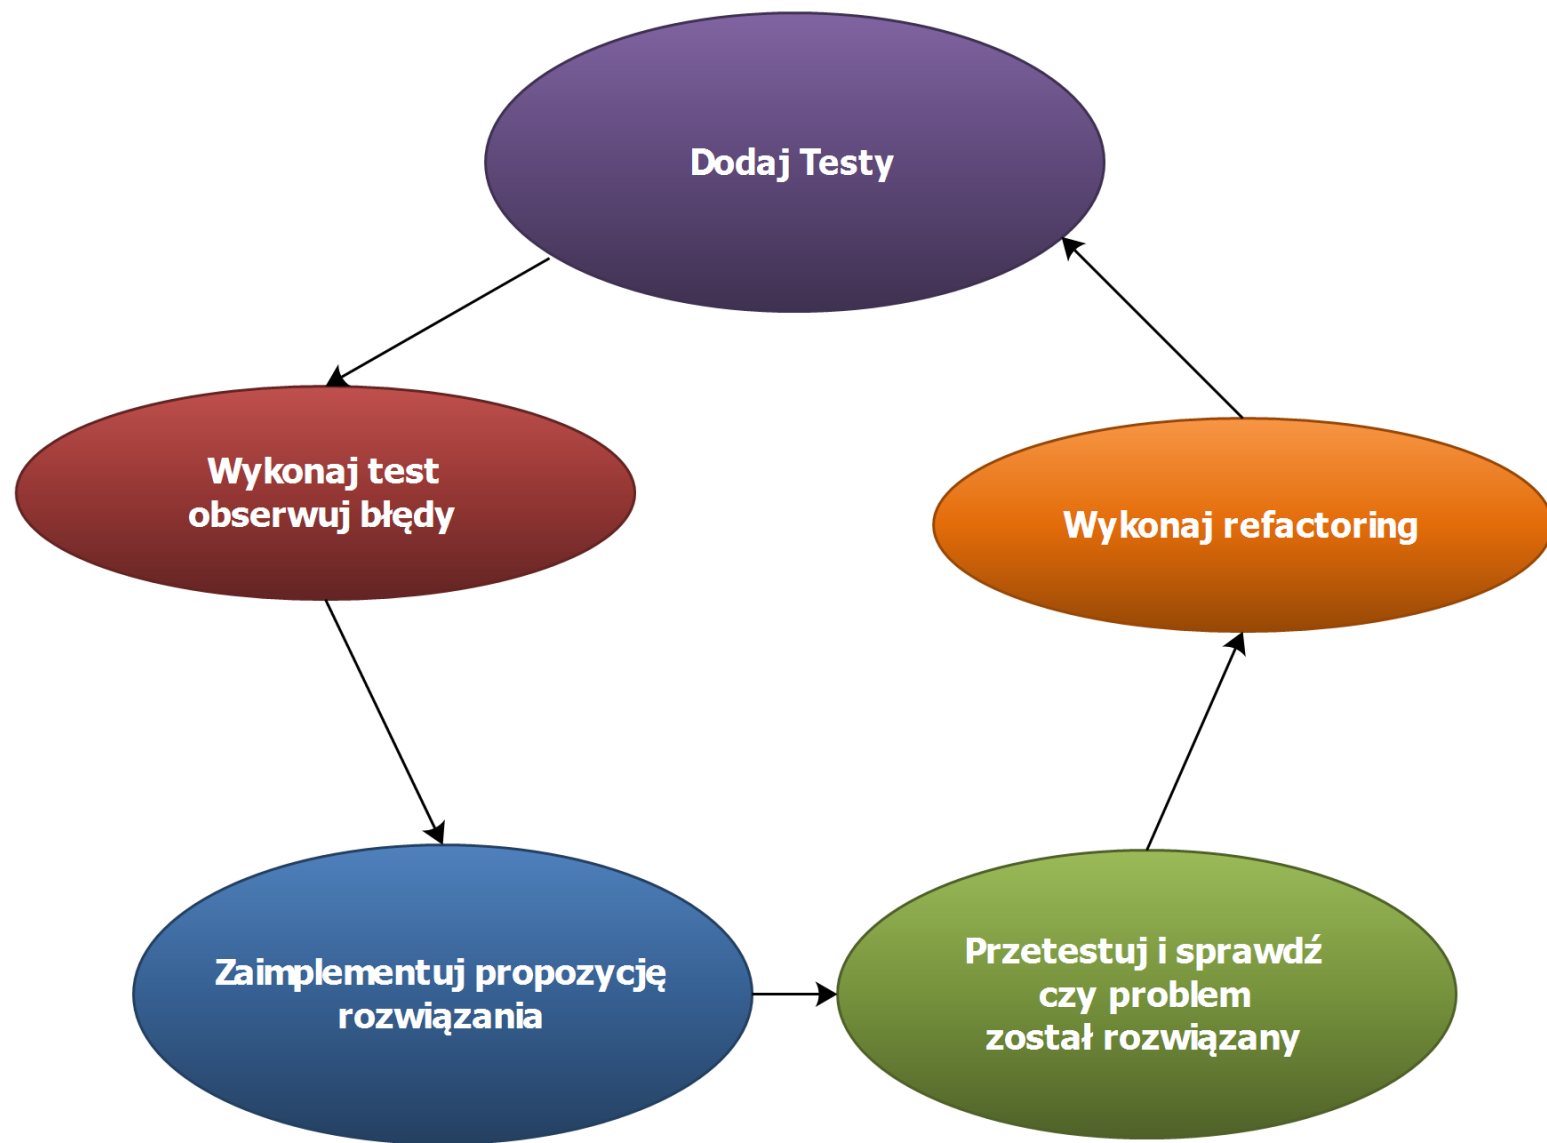 Dodaj Testy
Wykonaj test
obserwuj błędy
Wykonaj refactoring
Zaimplementuj propozycję
rozwiązania
Przetestuj i sprawdź
czy problem
został rozwiązany